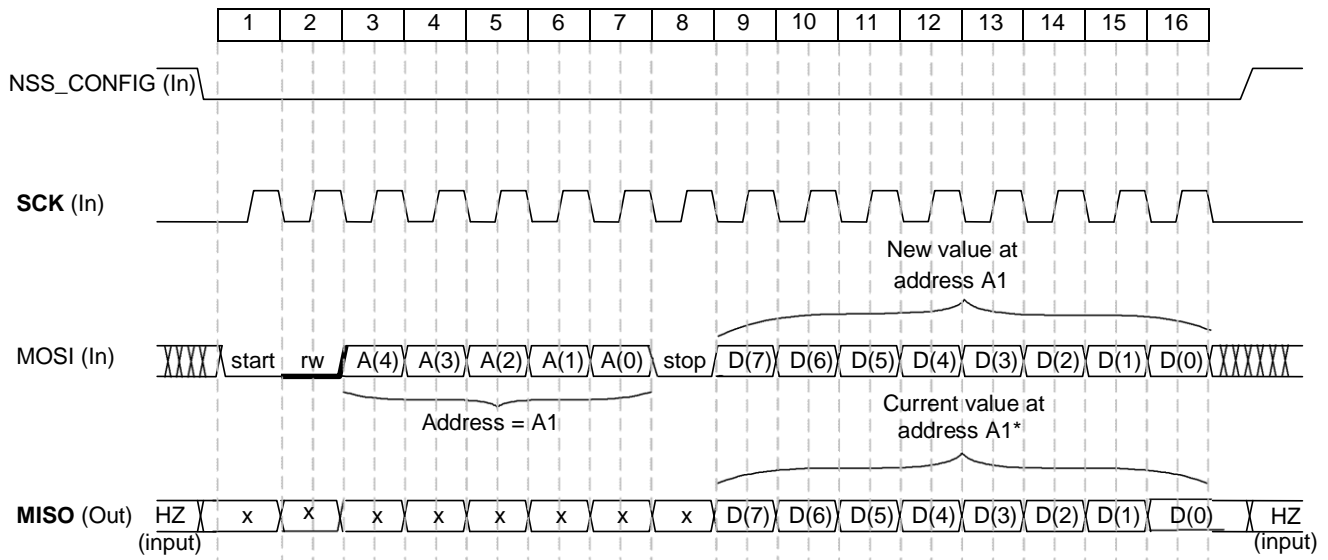 1 2 3 4 5 6 7 8 9 10 11 12 13 14 15 16
NSS_CONFIG (In)
SCK (In)
New value at
address A1
MOSI (In) start rw A(4) A(3) A(2) A(1) A(0) stop D(7) D(6) D(5) D(4) D(3) D(2) D(1) D(0)
Address = A1
Current value at
address A1*
MISO (Out) HZ x x x x x x x x D(7) D(6) D(5) D(4) D(3) D(2) D(1) D(0) HZ
(input) (input)